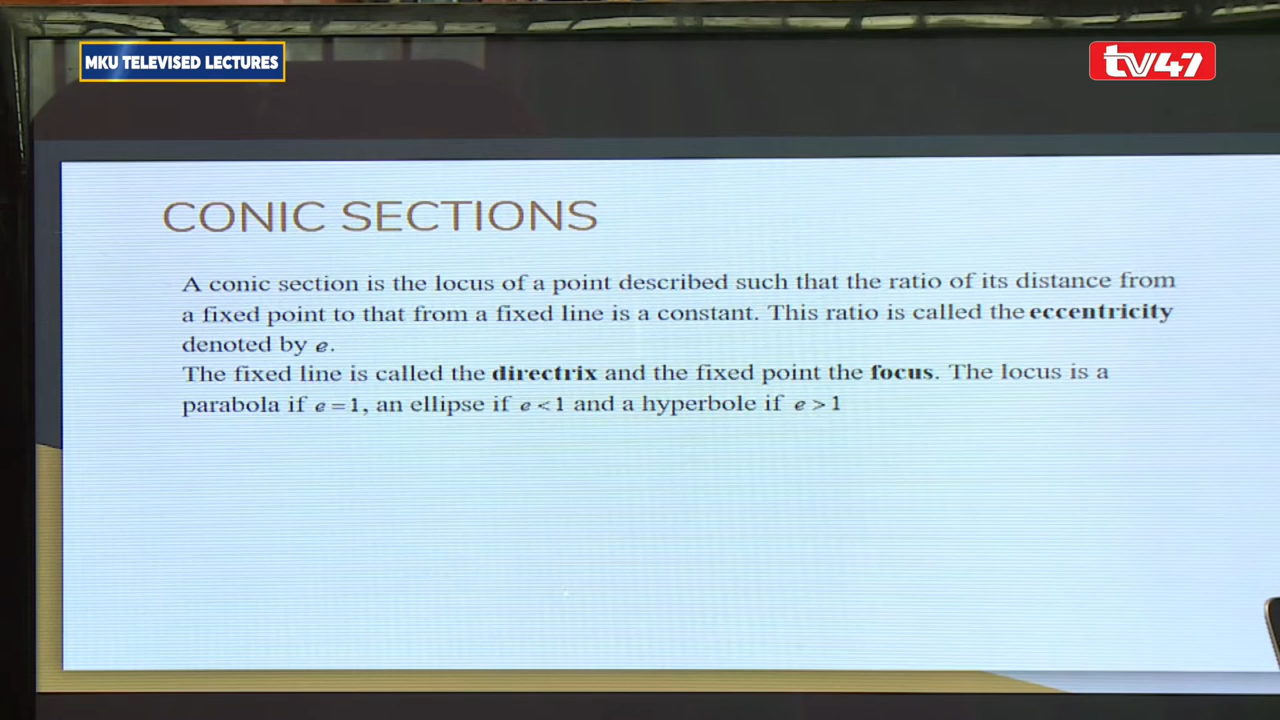 MKU TELEVISED LECTURES
tv47
CONIC SECTIONS
A conic section is the locus of a point described such that the ratio of its distance from
a fixed point to that from a fixed line is a constant. This ratio is called the eccentricity
denoted by e.
The fixed line is called the directrix and the fixed point the focus. The locus is a
parabola if e = 1, an ellipse if e < 1 and a hyperbole if e > 1